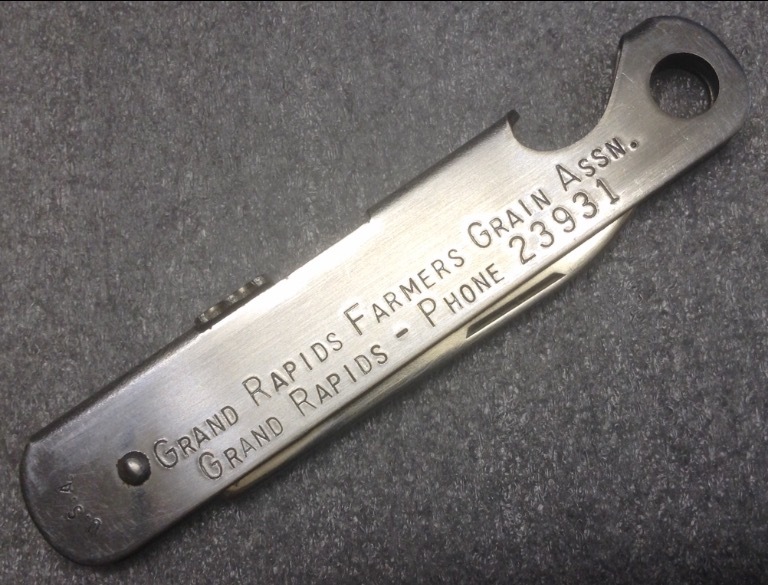 GRAND RAPIDS FARMERS GRAIN ASSN.
GRAND RAPIDS - PHONE 23931